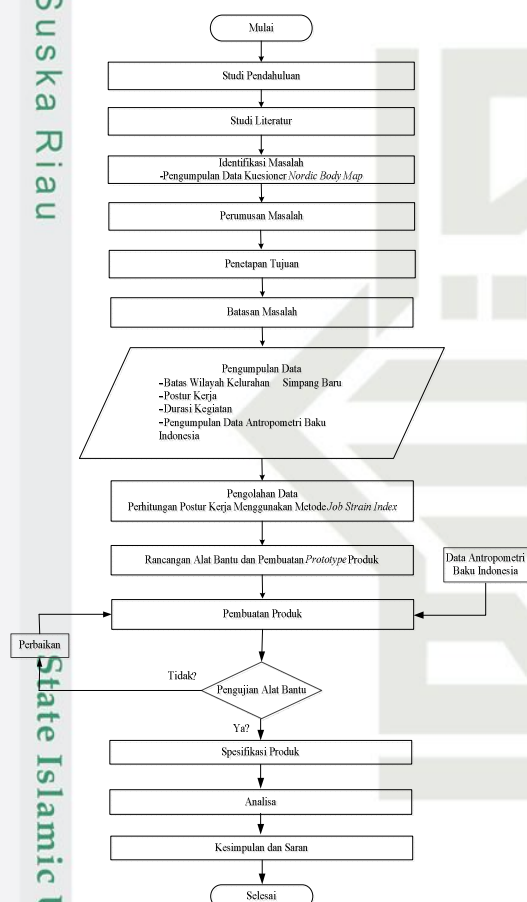 Suska Riau
Mulai
Studi Pendahuluan
Studi Literatur
Identifikasi Masalah
-Pengumpulan Data Kuesioner Nordic Body Map
Perumusan Masalah
Penetapan Tujuan
Batasan Masalah
Pengumpulan Data
-Batas Wilayah Kelurahan Simpang Baru
-Postur Kerja
-Durasi Kegiatan
-Pengumpulan Data Antropometri Baku
Indonesia
Pengolahan Data
Perhitungan Postur Kerja Menggunakan Metode Job Strain Index
Rancangan Alat Bantu dan Pembuatan Prototype Produk
Data Antropometri
Baku Indonesia
Pembuatan Produk
Perbaikan
Tidak?
Pengujian Alat Bantu
Ya?
Spesifikasi Produk
Analisa
Kesimpulan dan Saran
Selesai
State Islamic